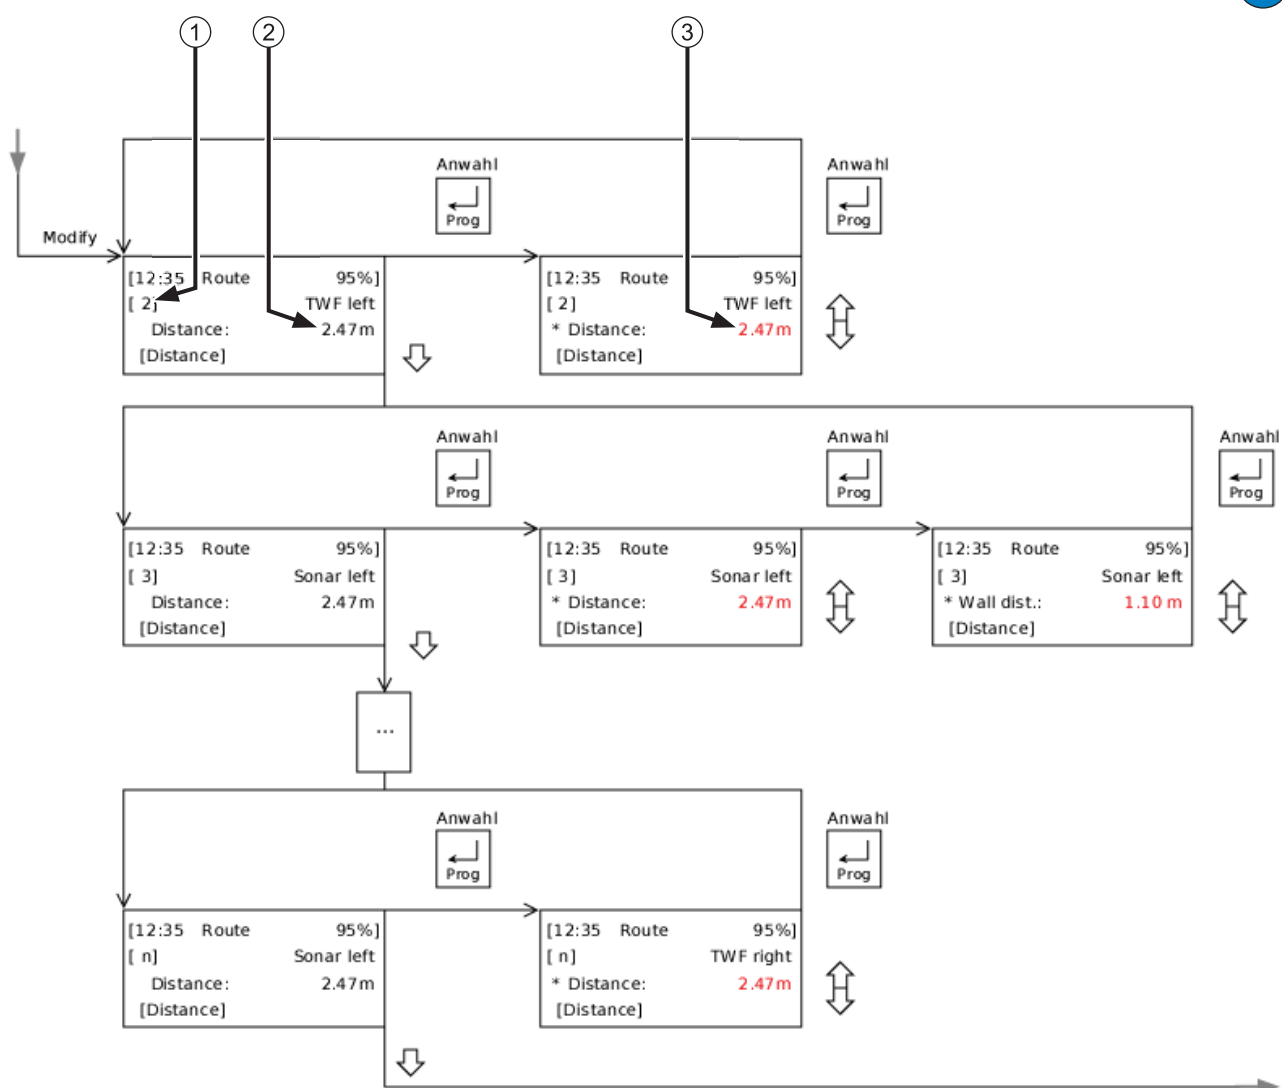 1 2 3
Anwahl Anwahl
Prog Prog
Modify
[12:35 Route 95%]
[ 2] TWF left
Distance: 2.47m
[Distance]
[12:35 Route 95%]
[ 2] TWF left
* Distance: 2.47m
[Distance]
Anwahl Anwahl Anwahl
Prog Prog Prog
[12:35 Route 95%]
[ 3] Sonar left
Distance: 2.47m
[Distance]
[12:35 Route 95%]
[ 3] Sonar left
* Distance: 2.47m
[Distance]
[12:35 Route 95%]
[ 3] Sonar left
* Wall dist.: 1.10 m
[Distance]
...
Anwahl Anwahl
Prog Prog
[12:35 Route 95%]
[ n] Sonar left
Distance: 2.47m
[Distance]
[12:35 Route 95%]
[ n] TWF right
* Distance: 2.47m
[Distance]